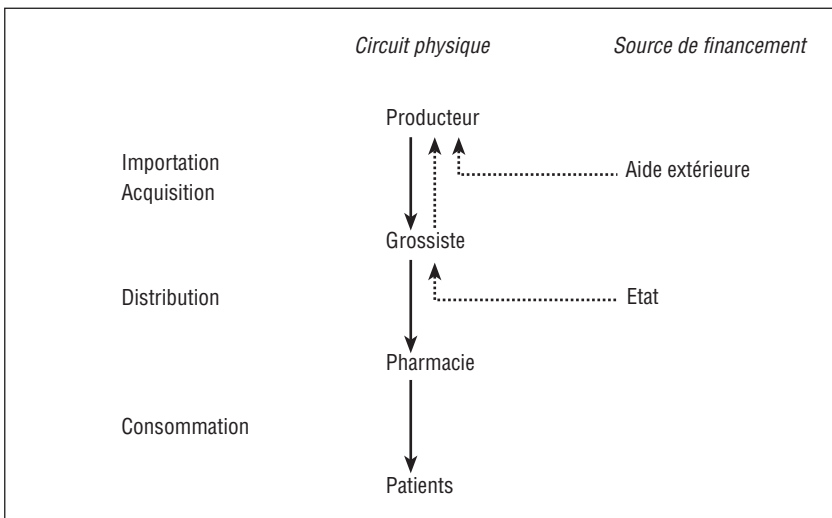 Circuit physique
Source de financement
Producteur
Importation
Acquisition
Aide extérieure
Grossiste
Distribution
Etat
Pharmacie
Consommation
Patients